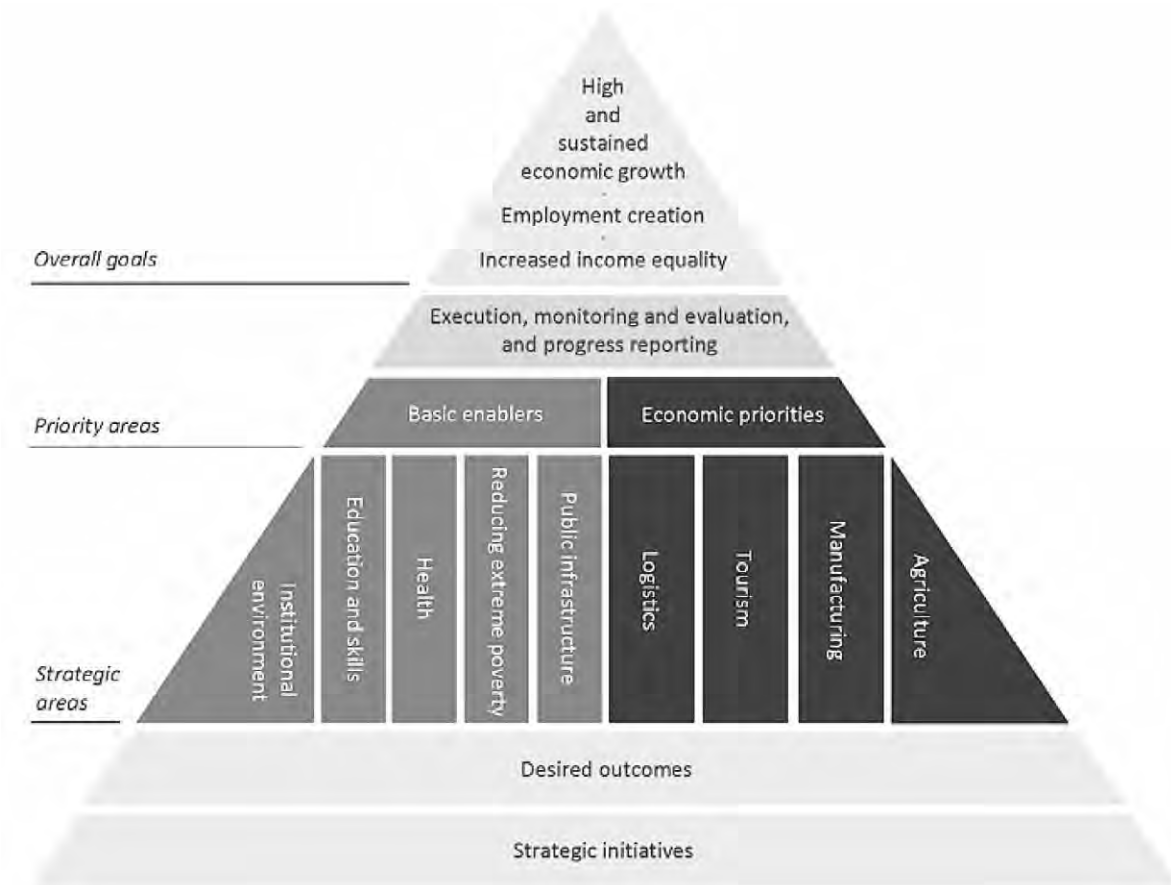 High
and
sustained
economic growth
.
Employment creation
.
Increased income equality
Overall goals
Execution, monitoring and evaluation,
and progress reporting
Priority areas
Basic enablers
Economic priorities
Strategic
areas
Institutional
environment
Education and skills
Health
Reducing extreme poverty
Public infrastructure
Logistics
Tourism
Manufacturing
Agriculture
Desired outcomes
Strategic initiatives